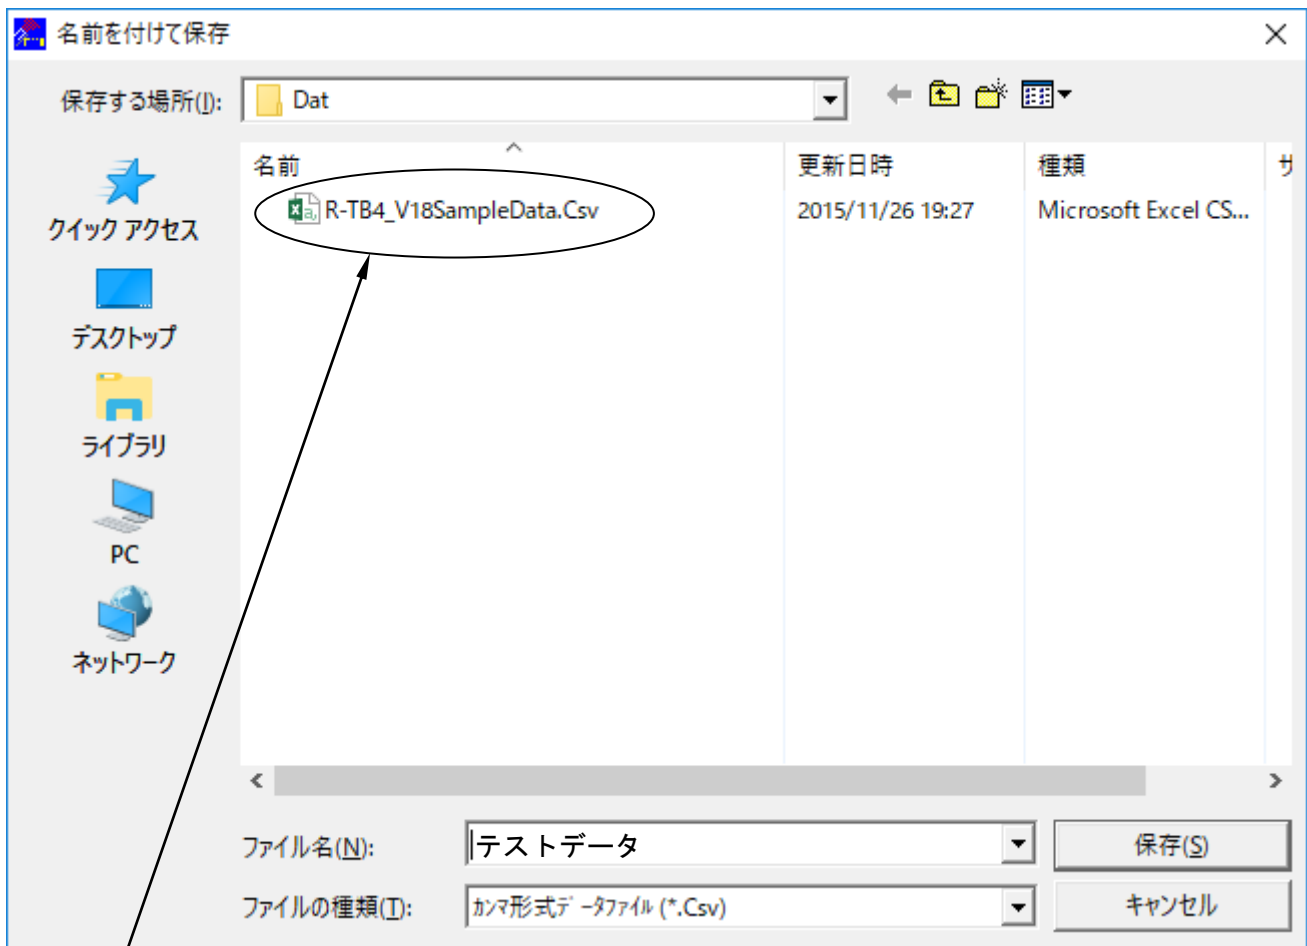 名前を付けて保存
保存する場所(I): Dat
名前 更新日時 種類 サ
R-TB4_V18SampleData.Csv 2015/11/26 19:27 Microsoft Excel CS...
クイック アクセス
デスクトップ
ライブラリ
PC
ネットワーク
ファイル名(N): テストデータ 保存(S)
ファイルの種類(T): ｶﾝﾏ形式ﾃﾞｰﾀﾌｧｲﾙ (*.Csv) キャンセル